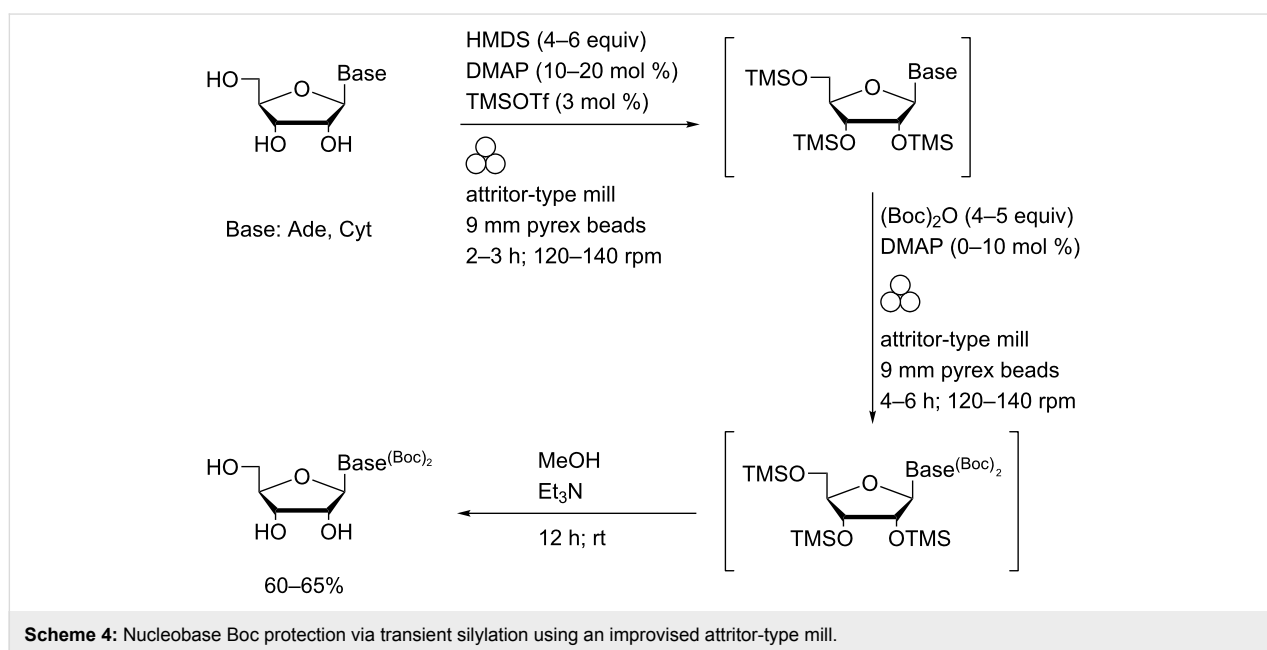 HO
O
Base
HO
OH
Base: Ade, Cyt
HMDS (4–6 equiv)
DMAP (10–20 mol %)
TMSOTf (3 mol %)
attritor-type mill
9 mm pyrex beads
2–3 h; 120–140 rpm
TMSO
O
Base
TMSO
OTMS
(Boc)₂O (4–5 equiv)
DMAP (0–10 mol %)
attritor-type mill
9 mm pyrex beads
4–6 h; 120–140 rpm
TMSO
O
Base(Boc)₂
TMSO
OTMS
MeOH
Et₃N
12 h; rt
HO
O
Base(Boc)₂
HO
OH
60–65%
Scheme 4: Nucleobase Boc protection via transient silylation using an improvised attritor-type mill.